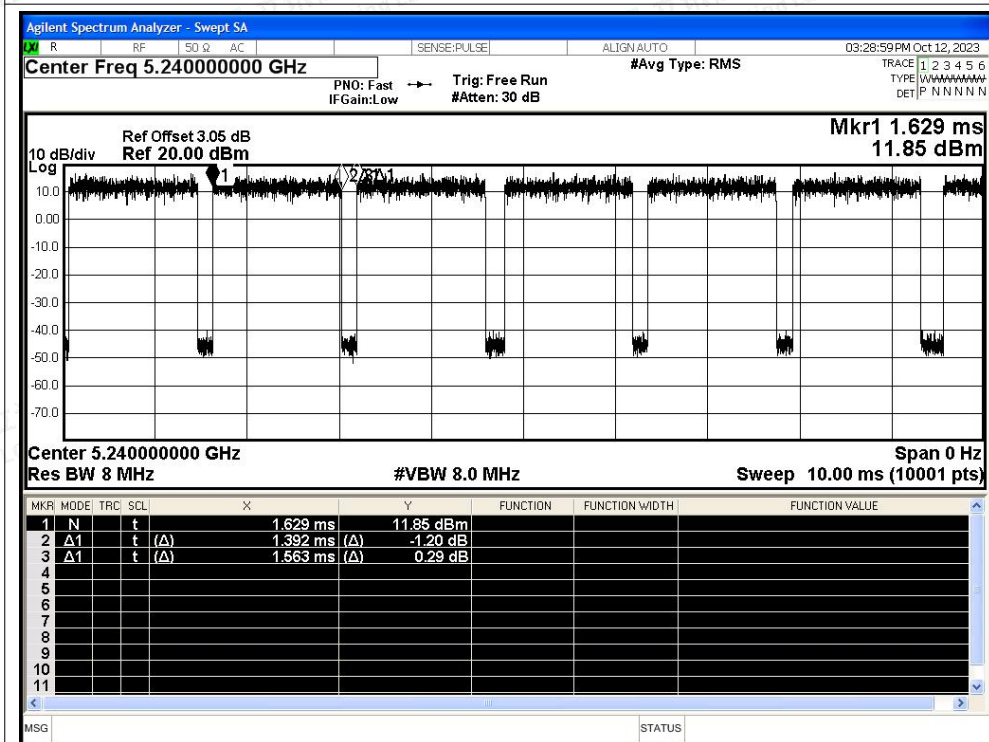 Agilent Spectrum Analyzer - Swept SA
LXI R RF 50 Ω AC SENSE:PULSE ALIGN AUTO 03:28:59 PM Oct 12, 2023
Center Freq 5.240000000 GHz #Avg Type: RMS TRACE 1 2 3 4 5 6
PNO: Fast Trig: Free Run TYPE WWWWWW
IFGain:Low #Atten: 30 dB DET P N N N N N
Mkr1 1.629 ms
Ref Offset 3.05 dB
10 dB/div Ref 20.00 dBm 11.85 dBm
Log
1 2Δ1 3Δ1
10.0
0.00
-10.0
-20.0
-30.0
-40.0
-50.0
-60.0
-70.0
Center 5.240000000 GHz Span 0 Hz
Res BW 8 MHz #VBW 8.0 MHz Sweep 10.00 ms (10001 pts)
MKR MODE TRC SCL X Y FUNCTION FUNCTION WIDTH FUNCTION VALUE
1 N t 1.629 ms 11.85 dBm
2 Δ1 t (Δ) 1.392 ms (Δ) -1.20 dB
3 Δ1 t (Δ) 1.563 ms (Δ) 0.29 dB
4
5
6
7
8
9
10
11
MSG STATUS